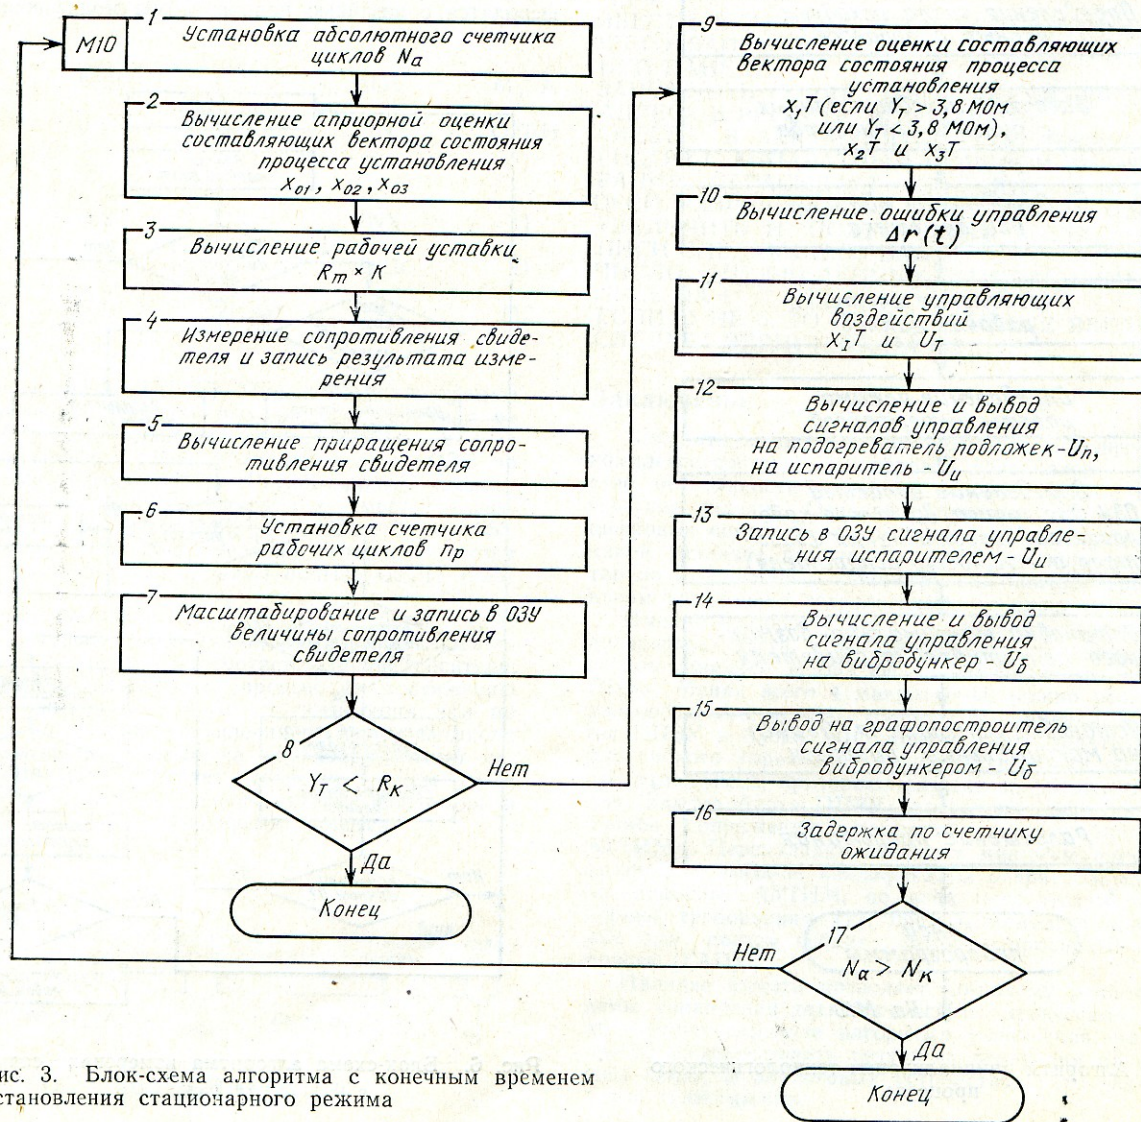 1
М10
Установка абсолютного счетчика
циклов Nа
2
Вычисление априорной оценки
составляющих вектора состояния
процесса установления
X01, X02, X03
3
Вычисление рабочей уставки
Rm × K
4
Измерение сопротивления свиде-
теля и запись результата изме-
рения
5
Вычисление приращения сопро-
тивления свидетеля
6
Установка счетчика
рабочих циклов nр
7
Масштабирование и запись в ОЗУ
величины сопротивления
свидетеля
8
YT < RK
Нет
Да
Конец
9
Вычисление оценки составляющих
вектора состояния процесса
установления
X1T (если YT > 3,8 МОм
или YT < 3,8 МОм),
X2T и X3T
10
Вычисление ошибки управления
Δr(t)
11
Вычисление управляющих
воздействий
XIT и UT
12
Вычисление и вывод
сигналов управления
на подогреватель подложек-Uп,
на испаритель - Uи
13
Запись в ОЗУ сигнала управле-
ния испарителем - Uи
14
Вычисление и вывод
сигнала управления
на вибробункер - Uб
15
Вывод на графопостроитель
сигнала управления
вибробункером - Uб
16
Задержка по счетчику
ожидания
17
Nа > NК
Нет
Да
Конец
ис. 3. Блок-схема алгоритма с конечным временем
становления стационарного режима